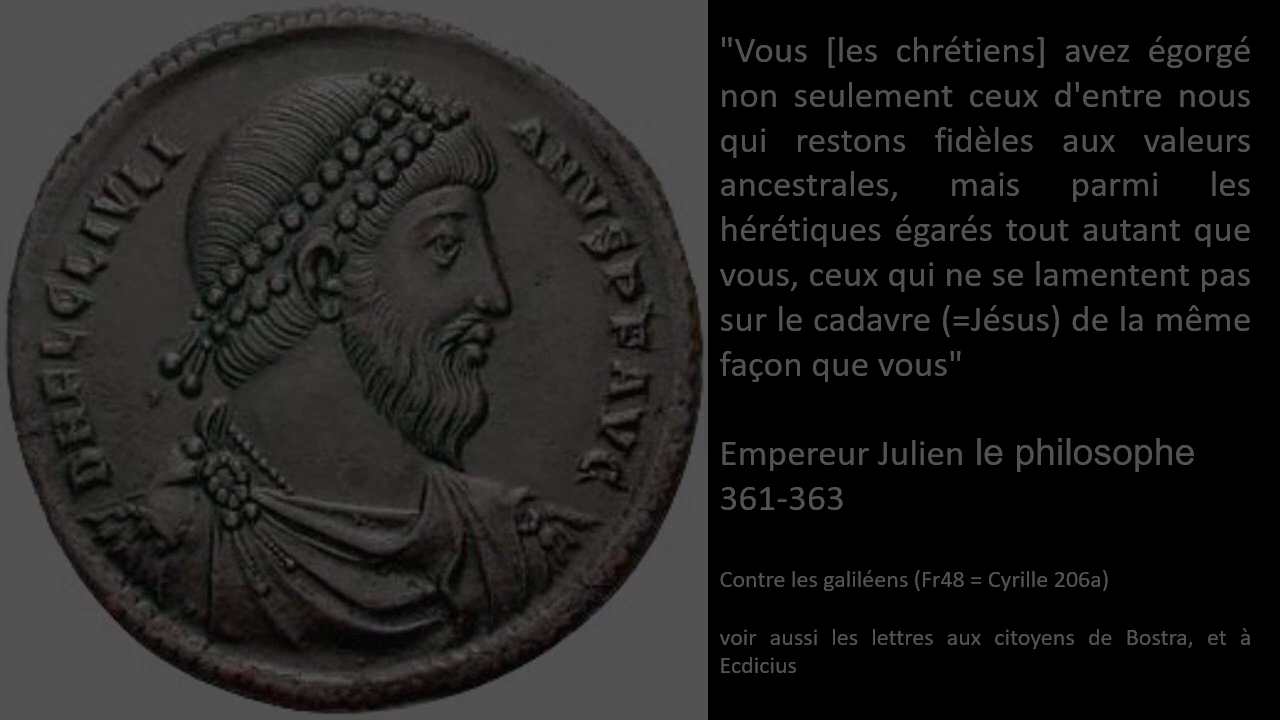 DN FL CL IVLI
ANVS P F AVG
"Vous [les chrétiens] avez égorgé
non seulement ceux d'entre nous
qui restons fidèles aux valeurs
ancestrales, mais parmi les
hérétiques égarés tout autant que
vous, ceux qui ne se lamentent pas
sur le cadavre (=Jésus) de la même
façon que vous"
Empereur Julien le philosophe
361-363
Contre les galiléens (Fr48 = Cyrille 206a)
voir aussi les lettres aux citoyens de Bostra, et à
Ecdicius